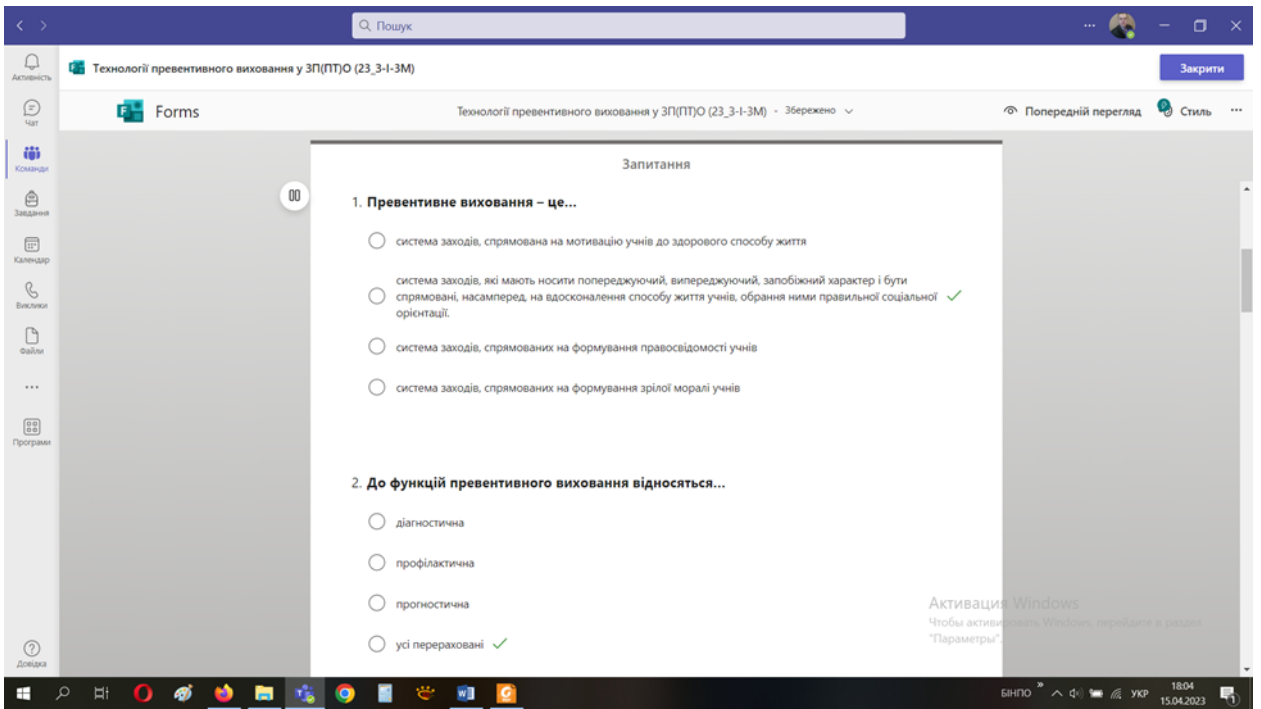 Пошук
Активність
Чат
Команди
Завдання
Календар
Виклики
Файли
Програми
Довідка
Технології превентивного виховання у ЗП(ПТ)О (23_3-І-3М)
Закрити
Forms
Технології превентивного виховання у ЗП(ПТ)О (23_3-І-3М) - Збережено
Попередній перегляд
Стиль
Запитання
1. Превентивне виховання – це...
система заходів, спрямована на мотивацію учнів до здорового способу життя
система заходів, які мають носити попереджуючий, випереджуючий, запобіжний характер і бути
спрямовані, насамперед, на вдосконалення способу життя учнів, обрання ними правильної соціальної
орієнтації.
система заходів, спрямованих на формування правосвідомості учнів
система заходів, спрямованих на формування зрілої моралі учнів
2. До функцій превентивного виховання відносяться...
діагностична
профілактична
прогностична
усі перераховані
Активация Windows
Чтобы активировать Windows, перейдите в раздел
"Параметры".
БІНПО
УКР
18:04
15.04.2023